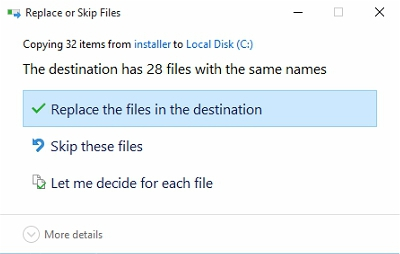 Replace or Skip Files
Copying 32 items from installer to Local Disk (C:)
The destination has 28 files with the same names
Replace the files in the destination
Skip these files
Let me decide for each file
More details